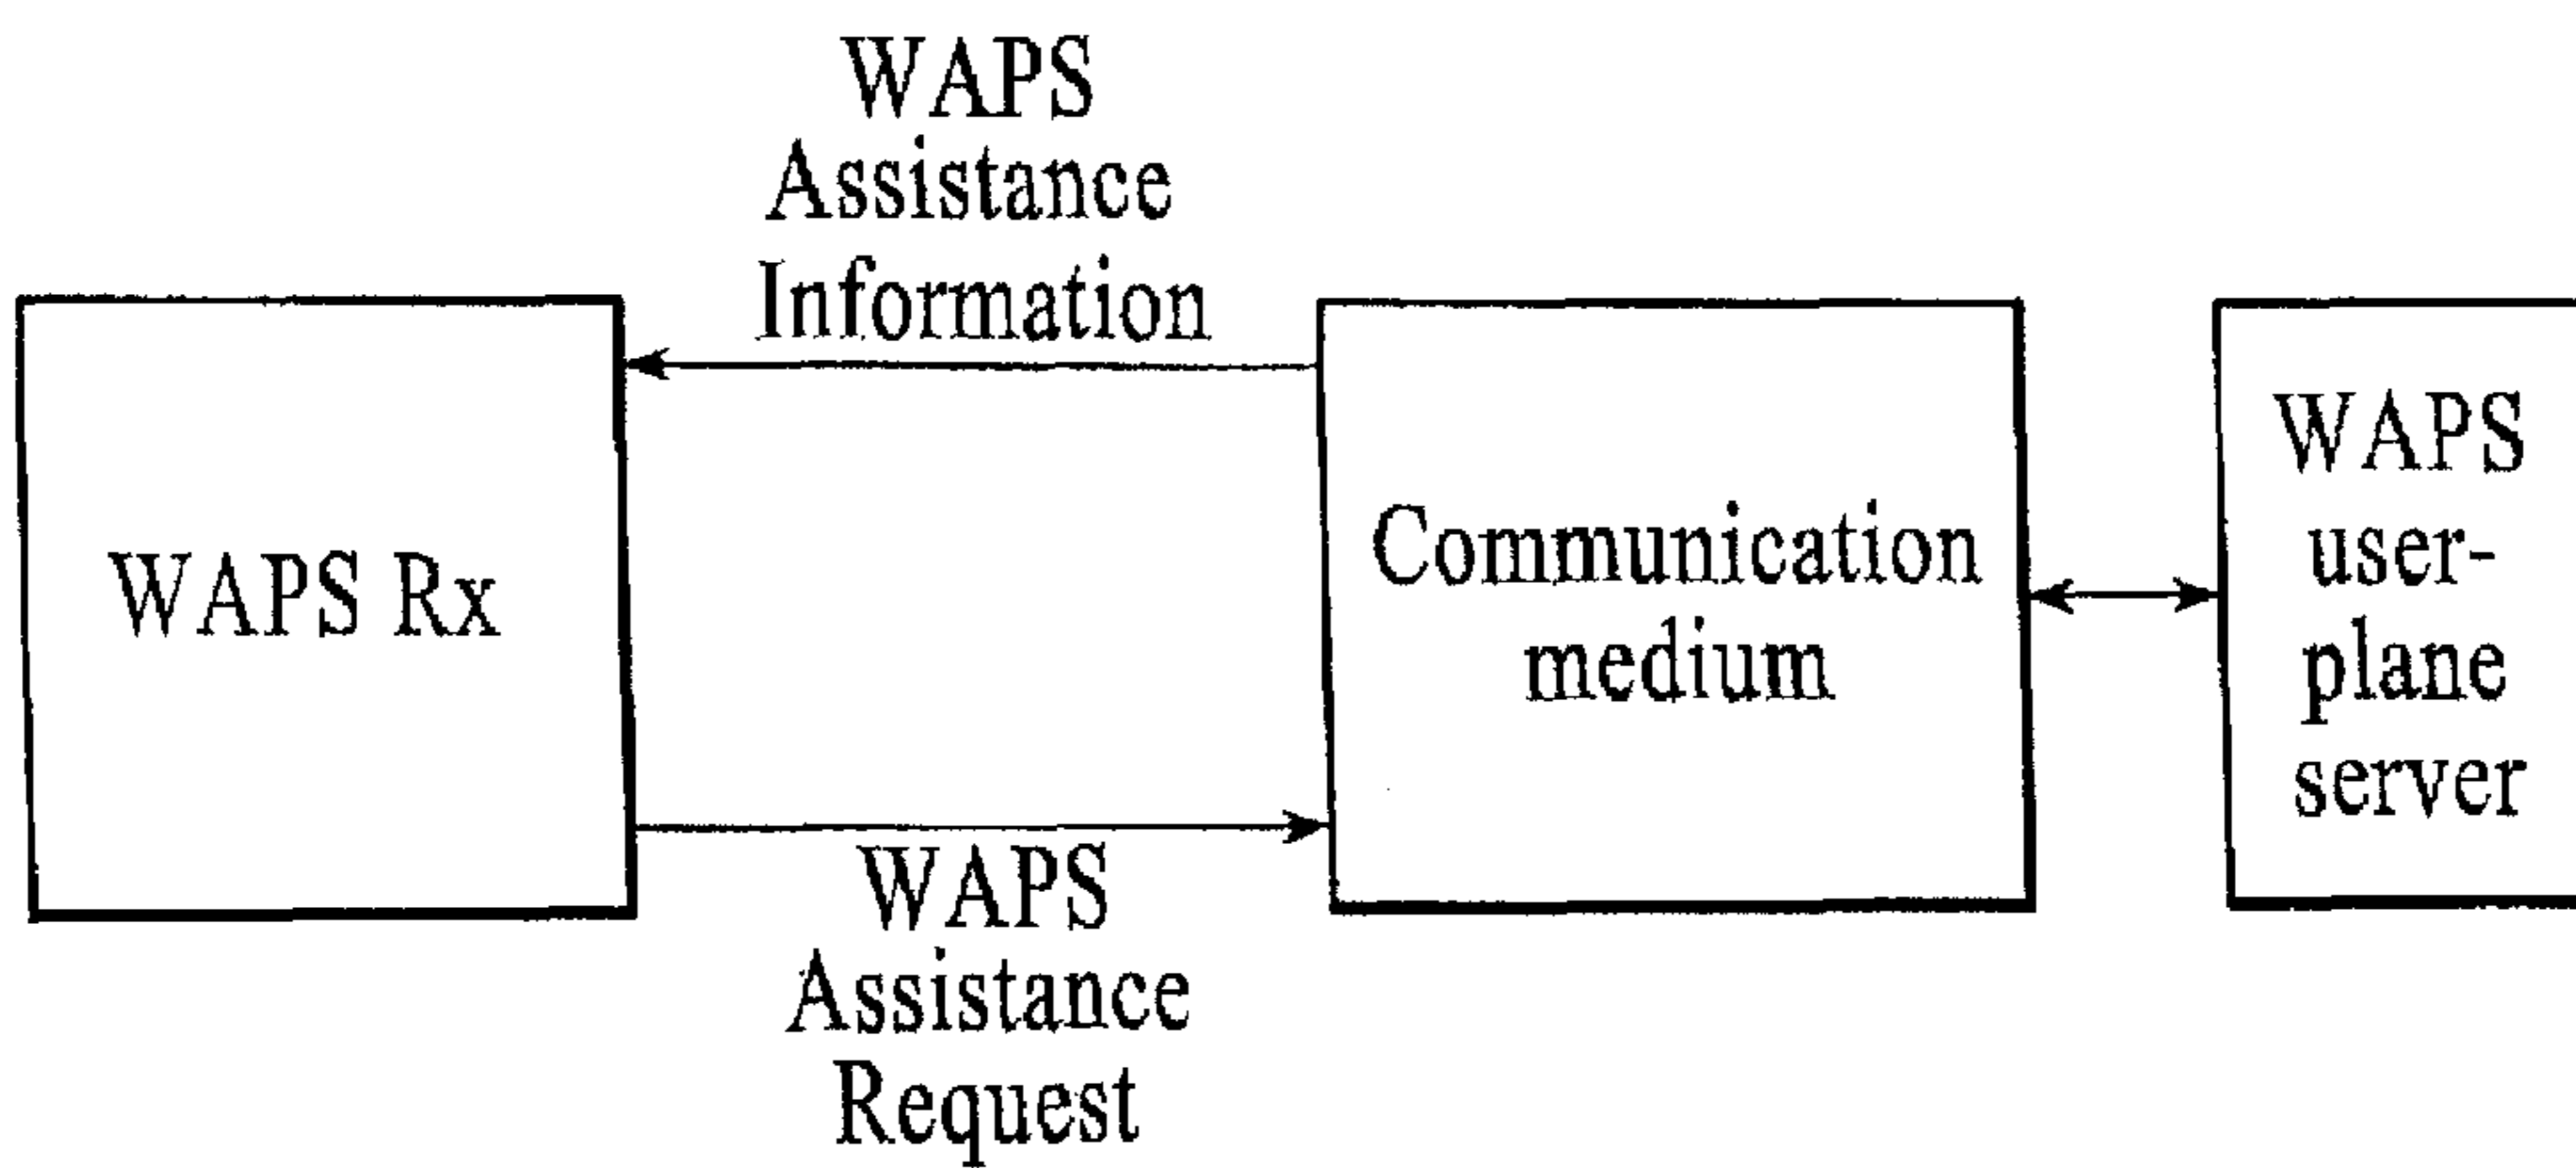 WAPS
Assistance
Information
WAPS Rx
Communication
medium
WAPS
user-
plane
server
WAPS
Assistance
Request